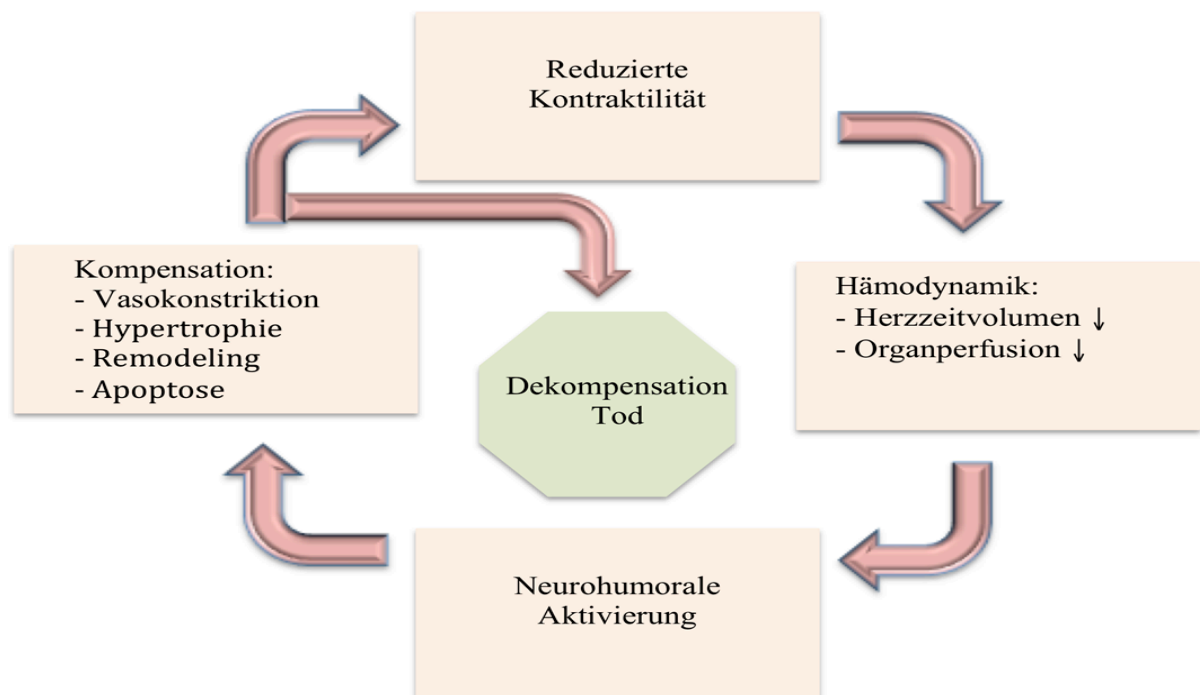 Reduzierte
Kontraktilität
Kompensation:
- Vasokonstriktion
- Hypertrophie
- Remodeling
- Apoptose
Hämodynamik:
- Herzzeitvolumen ↓
- Organperfusion ↓
Dekompensation
Tod
Neurohumorale
Aktivierung